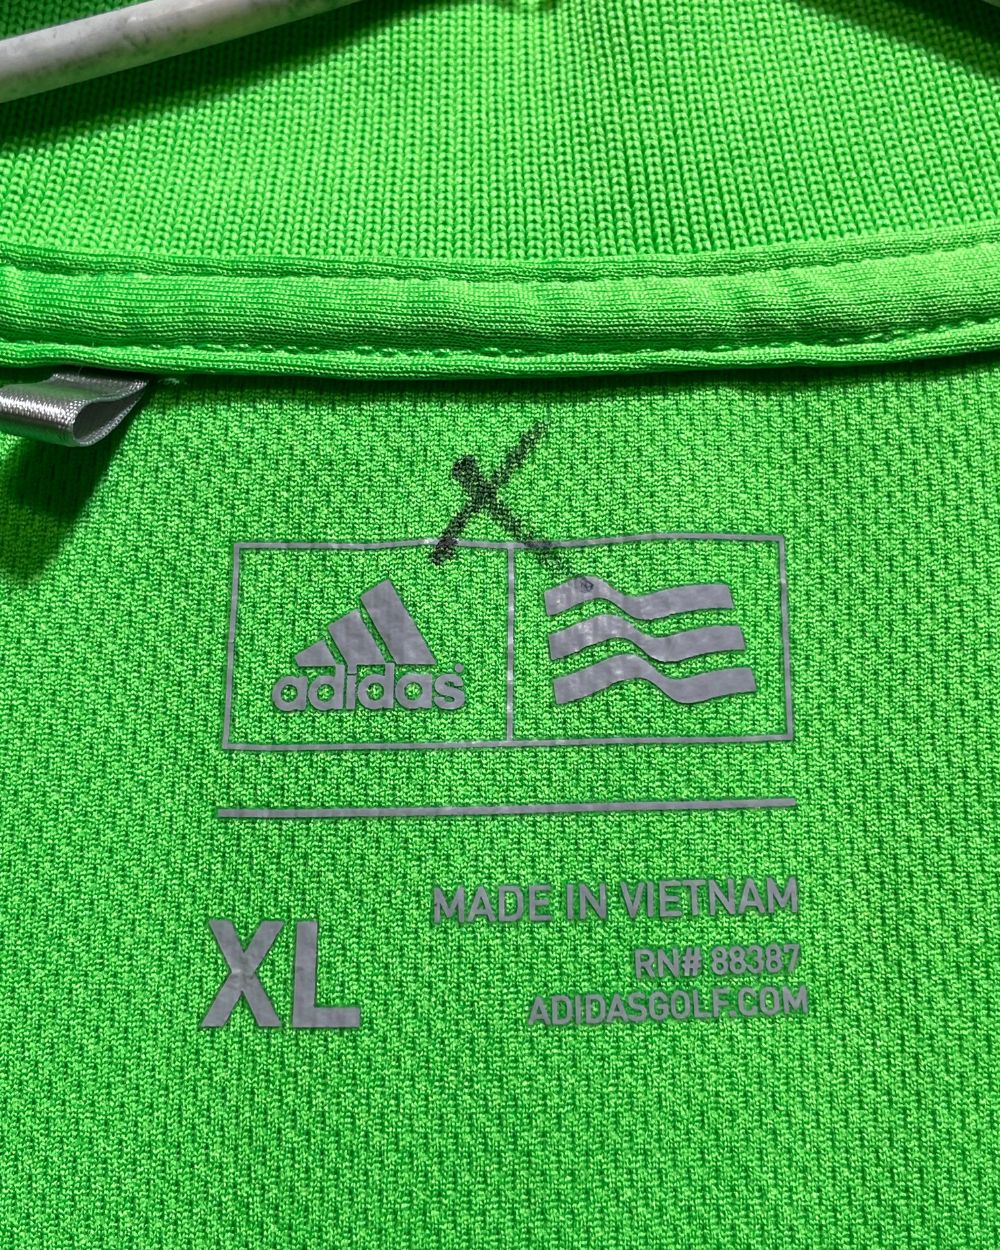 X
adidas
XL
MADE IN VIETNAM
RN# 88387
ADIDASGOLF.COM